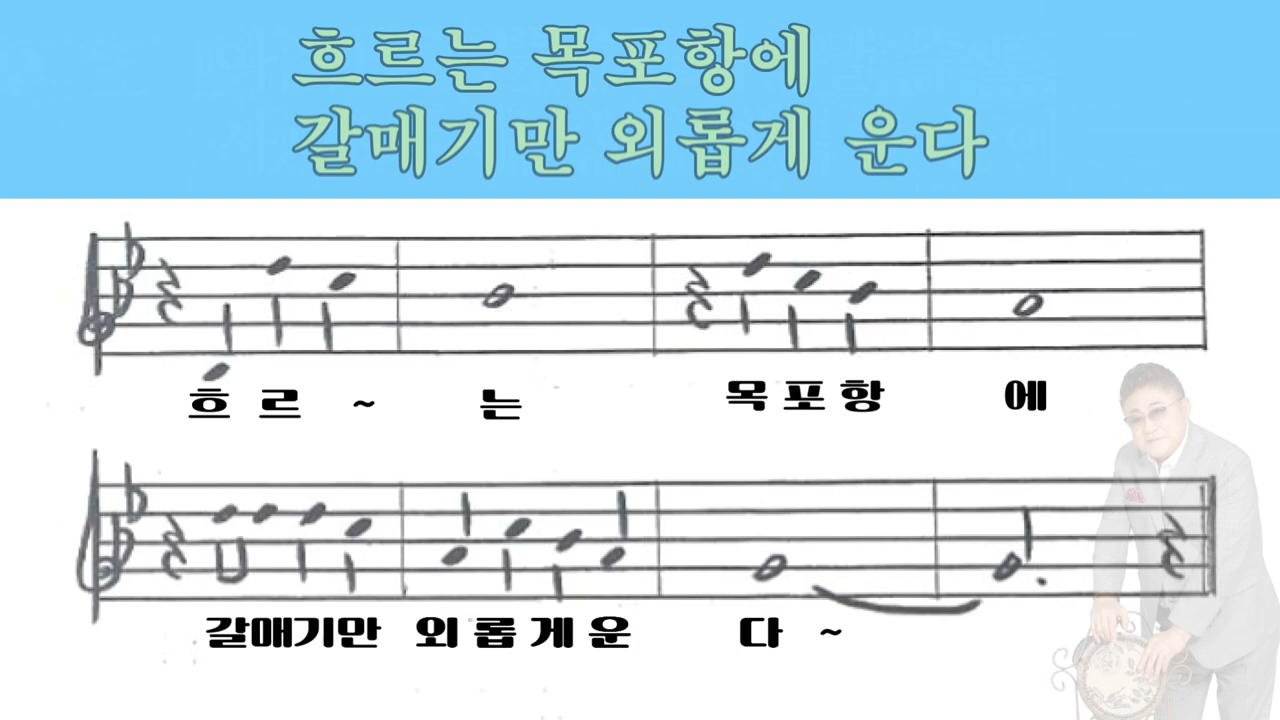 흐르는 목포항에
갈매기만 외롭게 운다
흐 르 ~ 는 목 포 항 에
갈매기만 외 롭 게 운 다 ~